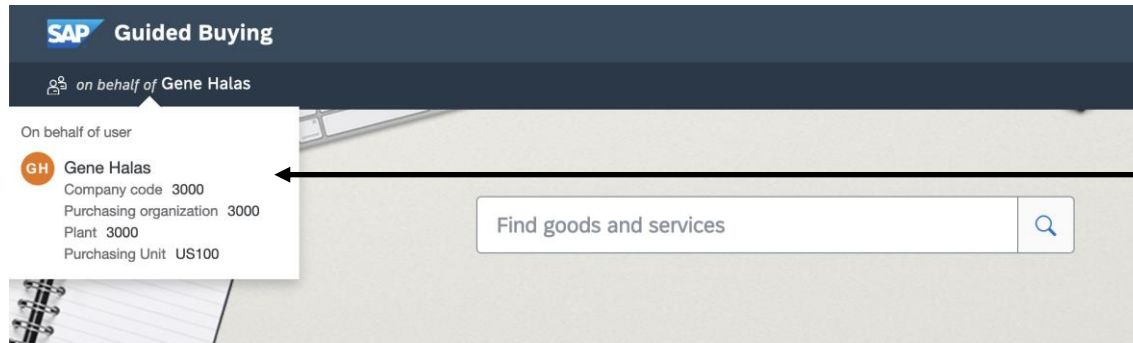 SAP Guided Buying
on behalf of Gene Halas
On behalf of user
GH Gene Halas
Company code 3000
Purchasing organization 3000
Plant 3000
Purchasing Unit US100
Find goods and services